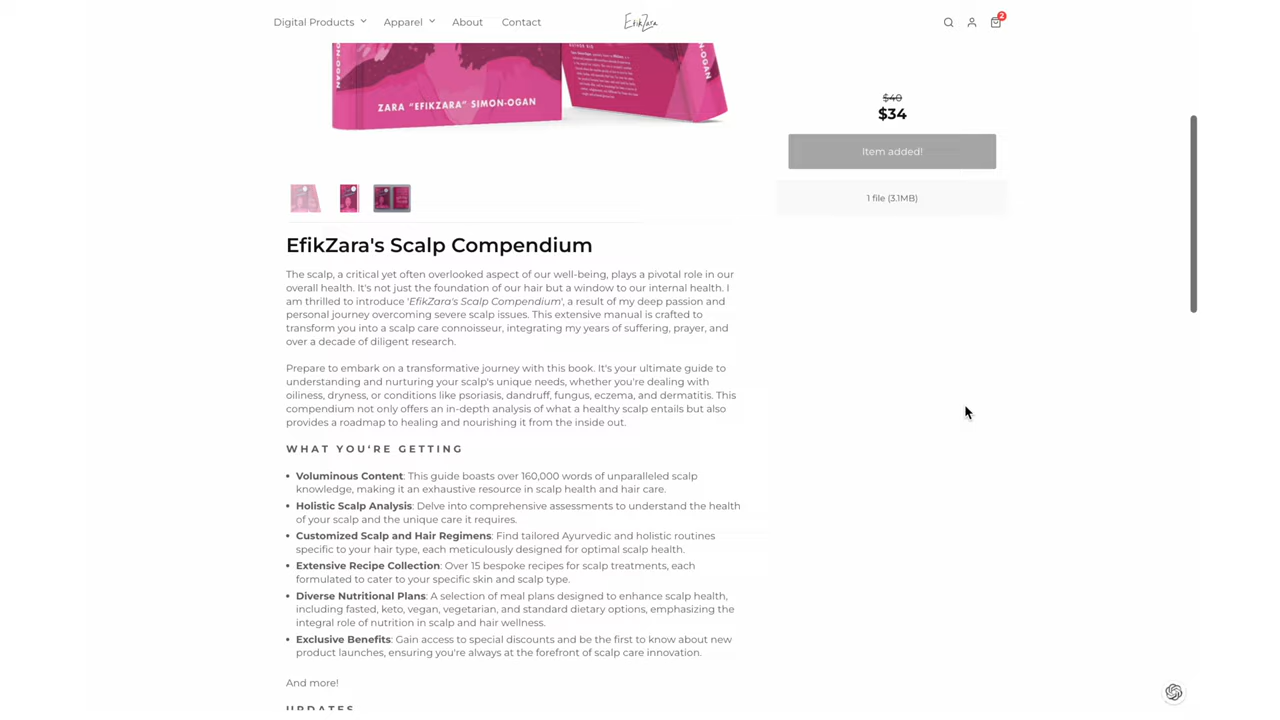 Digital Products
Apparel
About
Contact
EfikZara
2
ZARA "EFIKZARA" SIMON-OGAN
$40
$34
Item added!
1 file (3.1MB)
EfikZara's Scalp Compendium
The scalp, a critical yet often overlooked aspect of our well-being, plays a pivotal role in our
overall health. It's not just the foundation of our hair but a window to our internal health. I
am thrilled to introduce 'EfikZara's Scalp Compendium', a result of my deep passion and
personal journey overcoming severe scalp issues. This extensive manual is crafted to
transform you into a scalp care connoisseur, integrating my years of suffering, prayer, and
over a decade of diligent research.
Prepare to embark on a transformative journey with this book. It's your ultimate guide to
understanding and nurturing your scalp's unique needs, whether you're dealing with
oiliness, dryness, or conditions like psoriasis, dandruff, fungus, eczema, and dermatitis. This
compendium not only offers an in-depth analysis of what a healthy scalp entails but also
provides a roadmap to healing and nourishing it from the inside out.
WHAT YOU'RE GETTING
• Voluminous Content: This guide boasts over 160,000 words of unparalleled scalp
knowledge, making it an exhaustive resource in scalp health and hair care.
• Holistic Scalp Analysis: Delve into comprehensive assessments to understand the health
of your scalp and the unique care it requires.
• Customized Scalp and Hair Regimens: Find tailored Ayurvedic and holistic routines
specific to your hair type, each meticulously designed for optimal scalp health.
• Extensive Recipe Collection: Over 15 bespoke recipes for scalp treatments, each
formulated to cater to your specific skin and scalp type.
• Diverse Nutritional Plans: A selection of meal plans designed to enhance scalp health,
including fasted, keto, vegan, vegetarian, and standard dietary options, emphasizing the
integral role of nutrition in scalp and hair wellness.
• Exclusive Benefits: Gain access to special discounts and be the first to know about new
product launches, ensuring you're always at the forefront of scalp care innovation.
And more!
UPDATES